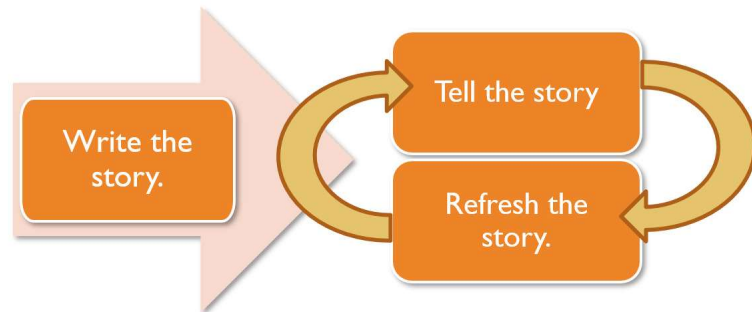 Write the
story.
Tell the story
Refresh the
story.